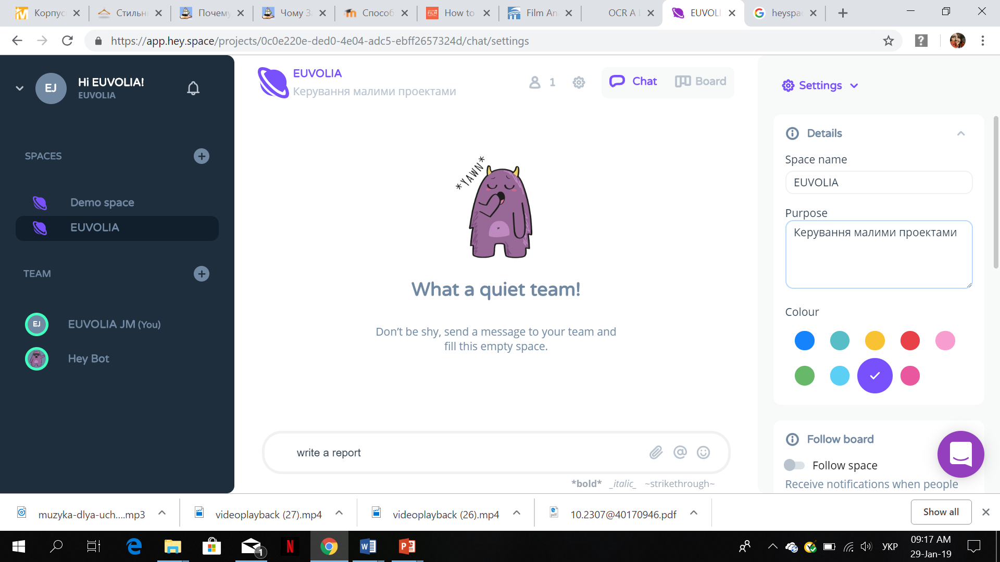 Корпус
Стильн
Почему
Чому З
Способ
How to
Film An
OCR A
EUVOLI
heyspac
https://app.hey.space/projects/0c0e220e-ded0-4e04-adc5-ebff2657324d/chat/settings
EJ
Hi EUVOLIA!
EUVOLIA
SPACES
Demo space
EUVOLIA
TEAM
EJ
EUVOLIA JM (You)
Hey Bot
EUVOLIA
Керування малими проектами
1
Chat
Board
*YAWN*
What a quiet team!
Don't be shy, send a message to your team and
fill this empty space.
write a report
*bold* _italic_ ~strikethrough~
Settings
Details
Space name
EUVOLIA
Purpose
Керування малими проектами
Colour
Follow board
Follow space
Receive notifications when people
muzyka-dlya-uch....mp3
videoplayback (27).mp4
videoplayback (26).mp4
10.2307@40170946.pdf
Show all
1
УКР
09:17 AM
29-Jan-19